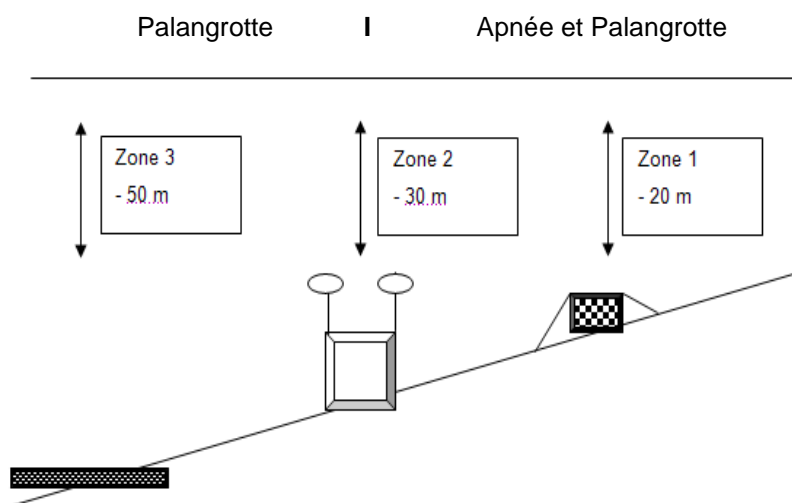 Palangrotte I Apnée et Palangrotte
Zone 3
- 50 m
Zone 2
- 30 m
Zone 1
- 20 m